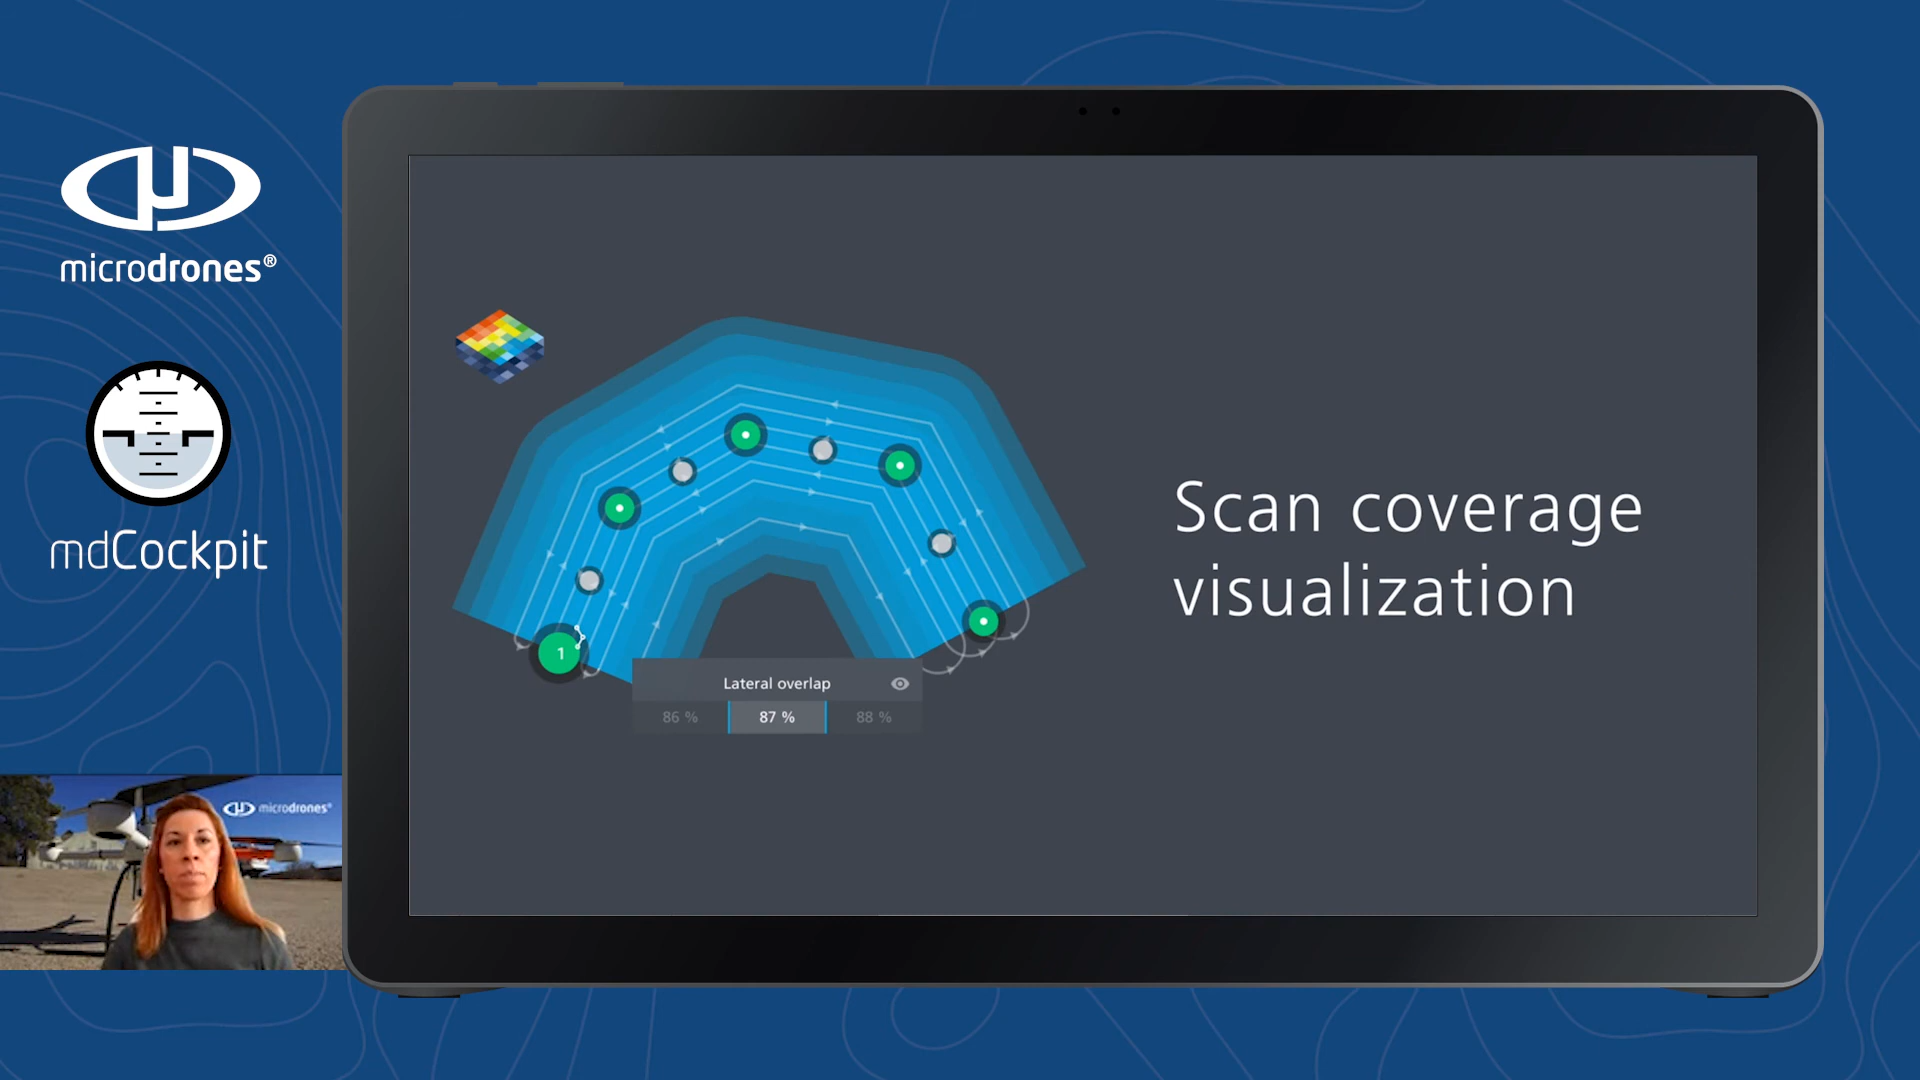 microdrones®
mdCockpit
microdrones®
Scan coverage
visualization
1
Lateral overlap
86 %
87 %
88 %